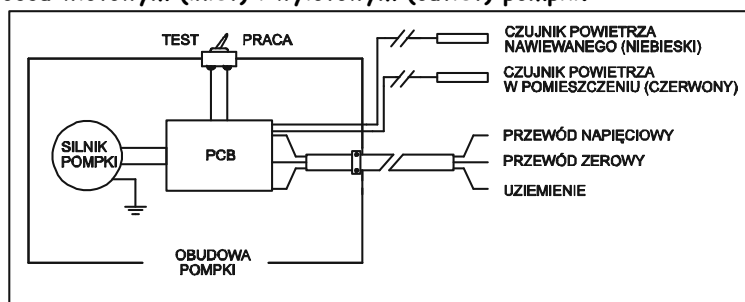 TEST PRACA
CZUJNIK POWIETRZA
NAWIEWANEGO (NIEBIESKI)
CZUJNIK POWIETRZA
W POMIESZCZENIU (CZERWONY)
SILNIK
POMPKI
PCB
PRZEWÓD NAPIĘCIOWY
PRZEWÓD ZEROWY
UZIEMIENIE
OBUDOWA
POMPKI